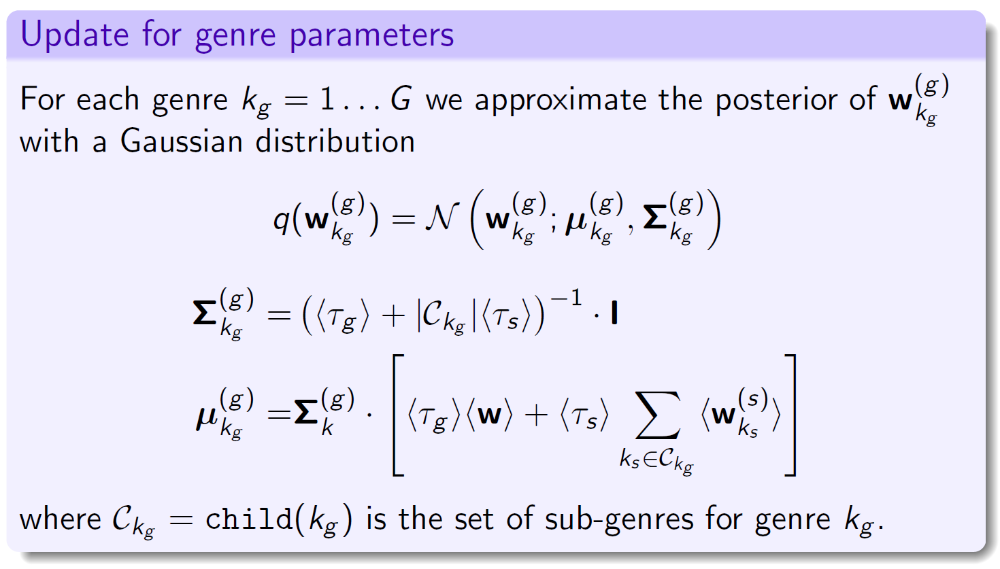 Update for genre parameters
For each genre $k_g = 1 \ldots G$ we approximate the posterior of $\mathbf{w}_{k_g}^{(g)}$
with a Gaussian distribution
$q(\mathbf{w}_{k_g}^{(g)}) = \mathcal{N}\left(\mathbf{w}_{k_g}^{(g)}; \boldsymbol{\mu}_{k_g}^{(g)}, \mathbf{\Sigma}_{k_g}^{(g)}\right)$
$\mathbf{\Sigma}_{k_g}^{(g)} = \left(\langle\tau_g\rangle + |\mathcal{C}_{k_g}|\langle\tau_s\rangle\right)^{-1} \cdot \mathbf{I}$
$\boldsymbol{\mu}_{k_g}^{(g)} = \mathbf{\Sigma}_{k}^{(g)} \cdot \left[\langle\tau_g\rangle\langle\mathbf{w}\rangle + \langle\tau_s\rangle \sum_{k_s \in \mathcal{C}_{k_g}} \langle\mathbf{w}_{k_s}^{(s)}\rangle\right]$
where $\mathcal{C}_{k_g} = \texttt{child}(k_g)$ is the set of sub-genres for genre $k_g$.